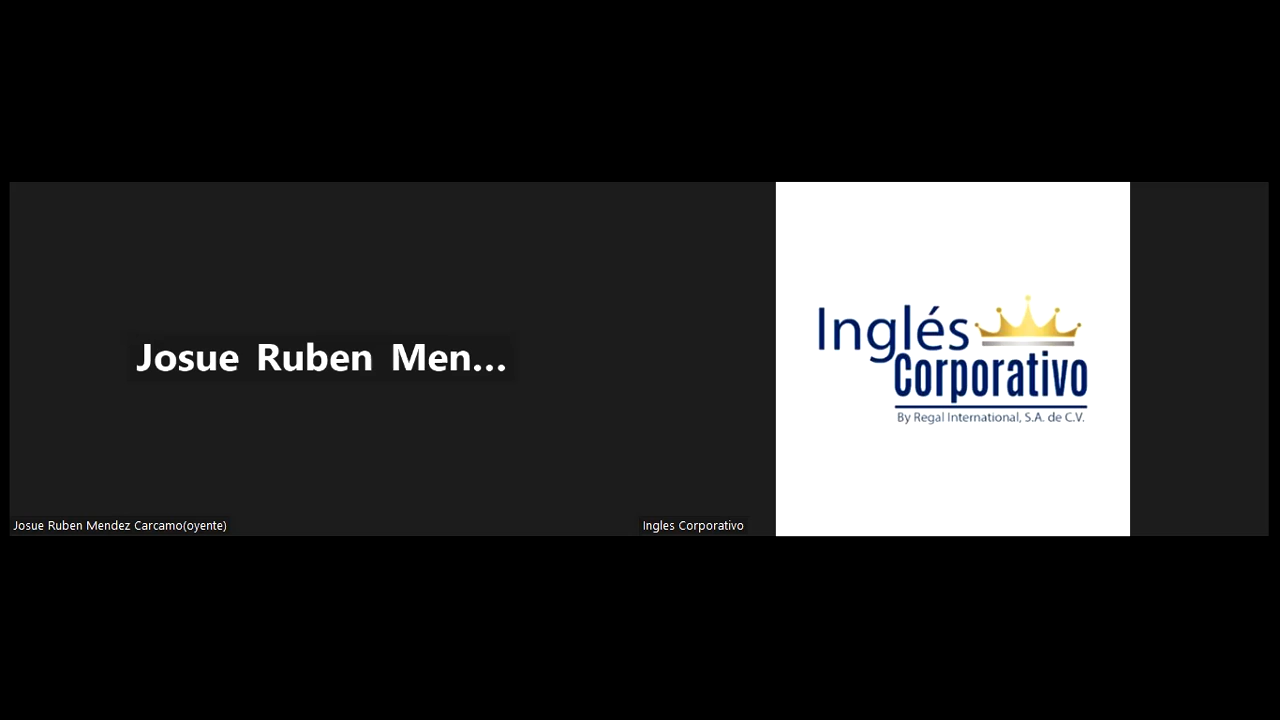 Josue Ruben Men...
Josue Ruben Mendez Carcamo(oyente)
Ingles Corporativo
Inglés
Corporativo
By Regal International, S.A. de C.V.